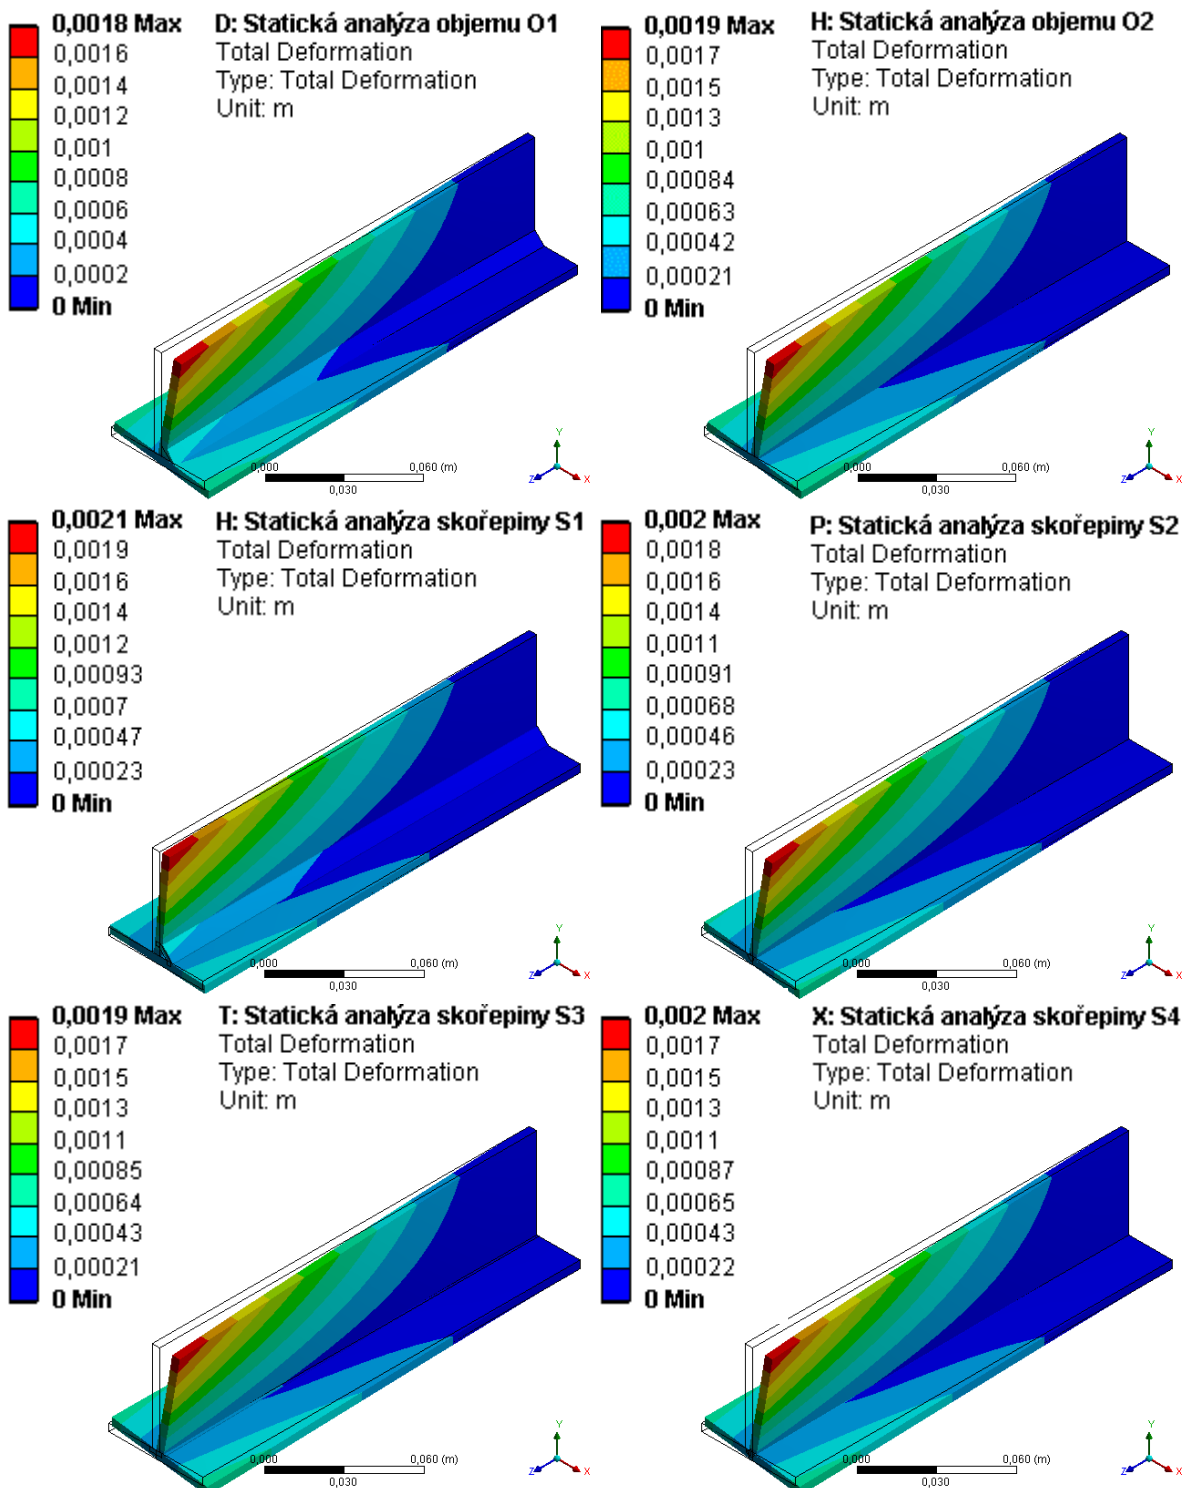 0,0018 Max
0,0016
0,0014
0,0012
0,001
0,0008
0,0006
0,0004
0,0002
0 Min
D: Statická analýza objemu O1
Total Deformation
Type: Total Deformation
Unit: m
0,000
0,060 (m)
0,030
Y
Z
X
0,0019 Max
0,0017
0,0015
0,0013
0,001
0,00084
0,00063
0,00042
0,00021
0 Min
H: Statická analýza objemu O2
Total Deformation
Type: Total Deformation
Unit: m
0,000
0,060 (m)
0,030
Y
Z
X
0,0021 Max
0,0019
0,0016
0,0014
0,0012
0,00093
0,0007
0,00047
0,00023
0 Min
H: Statická analýza skořepiny S1
Total Deformation
Type: Total Deformation
Unit: m
0,000
0,060 (m)
0,030
Y
Z
X
0,002 Max
0,0018
0,0016
0,0014
0,0011
0,00091
0,00068
0,00046
0,00023
0 Min
P: Statická analýza skořepiny S2
Total Deformation
Type: Total Deformation
Unit: m
0,000
0,060 (m)
0,030
Y
Z
X
0,0019 Max
0,0017
0,0015
0,0013
0,0011
0,00085
0,00064
0,00043
0,00021
0 Min
T: Statická analýza skořepiny S3
Total Deformation
Type: Total Deformation
Unit: m
0,000
0,060 (m)
0,030
Y
Z
X
0,002 Max
0,0017
0,0015
0,0013
0,0011
0,00087
0,00065
0,00043
0,00022
0 Min
X: Statická analýza skořepiny S4
Total Deformation
Type: Total Deformation
Unit: m
0,000
0,060 (m)
0,030
Y
Z
X